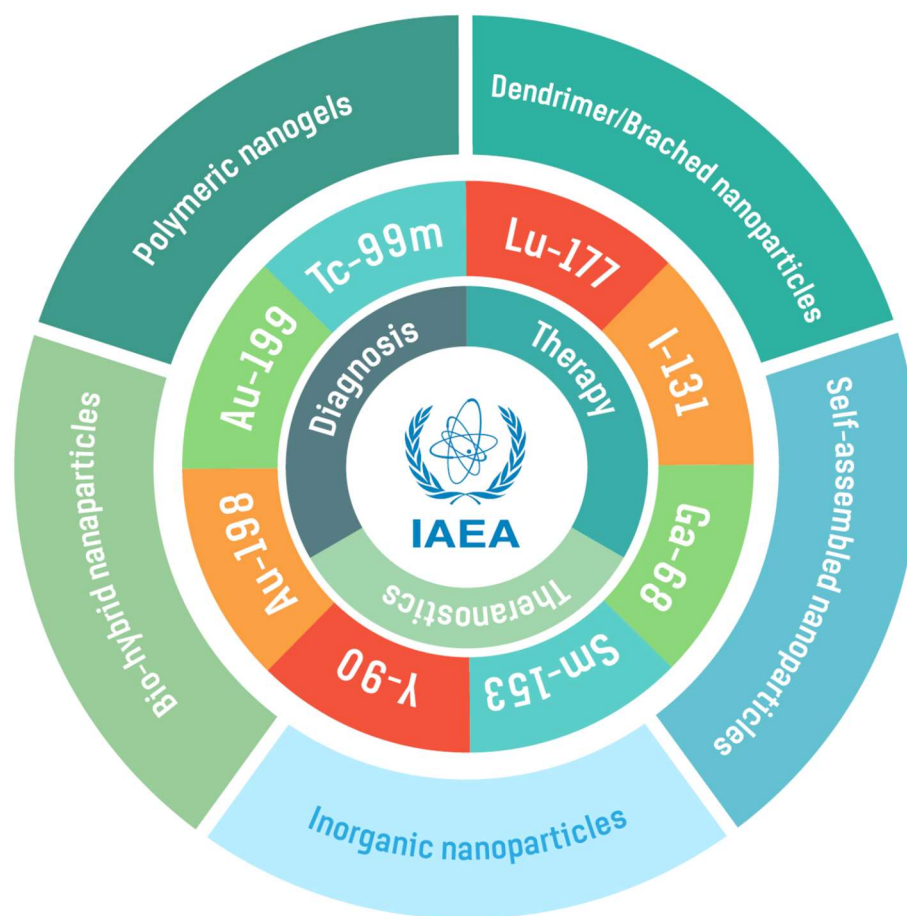 Polymeric nanogels
Dendrimer/Brached nanoparticles
Self-assembled nanoparticles
Inorganic nanoparticles
Bio-hybrid nanaparticles
Tc-99m
Lu-177
I-131
Ga-68
Sm-153
Y-90
Au-198
Au-199
Diagnosis
Therapy
Theranostics
IAEA